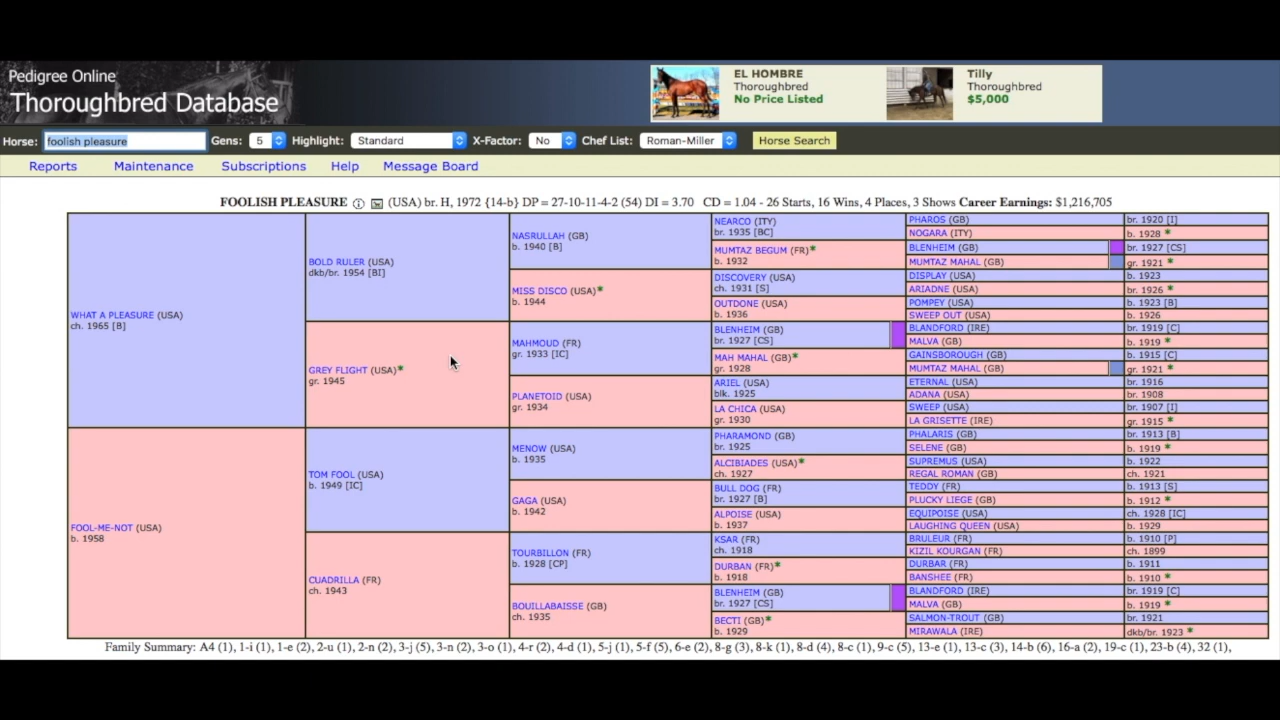 Pedigree Online
Thoroughbred Database
EL HOMBRE
Thoroughbred
No Price Listed
Tilly
Thoroughbred
$5,000
Horse: foolish pleasure Gens: 5 Highlight: Standard X-Factor: No Chef List: Roman-Miller Horse Search
Reports Maintenance Subscriptions Help Message Board
FOOLISH PLEASURE (USA) br. H, 1972 {14-b} DP = 27-10-11-4-2 (54) DI = 3.70 CD = 1.04 - 26 Starts, 16 Wins, 4 Places, 3 Shows Career Earnings: $1,216,705
WHAT A PLEASURE (USA)
ch. 1965 [B]
FOOL-ME-NOT (USA)
b. 1958
BOLD RULER (USA)
dkb/br. 1954 [BI]
GREY FLIGHT (USA)*
gr. 1945
TOM FOOL (USA)
b. 1949 [IC]
CUADRILLA (FR)
ch. 1943
NASRULLAH (GB)
b. 1940 [B]
MISS DISCO (USA)*
b. 1944
MAHMOUD (FR)
gr. 1933 [IC]
PLANETOID (USA)
gr. 1934
MENOW (USA)
b. 1935
GAGA (USA)
b. 1942
TOURBILLON (FR)
b. 1928 [CP]
BOUILLABAISSE (GB)
ch. 1935
NEARCO (ITY)
br. 1935 [BC]
MUMTAZ BEGUM (FR)*
b. 1932
DISCOVERY (USA)
ch. 1931 [S]
OUTDONE (USA)
b. 1936
BLENHEIM (GB)
br. 1927 [CS]
MAH MAHAL (GB)*
gr. 1928
ARIEL (USA)
blk. 1925
LA CHICA (USA)
gr. 1930
PHARAMOND (GB)
br. 1925
ALCIBIADES (USA)*
ch. 1927
BULL DOG (FR)
br. 1927 [B]
ALPOISE (USA)
b. 1937
KSAR (FR)
ch. 1918
DURBAN (FR)*
b. 1918
BLENHEIM (GB)
br. 1927 [CS]
BECTI (GB)*
b. 1929
PHAROS (GB) br. 1920 [I]
NOGARA (ITY) b. 1928 *
BLENHEIM (GB) br. 1927 [CS]
MUMTAZ MAHAL (GB) gr. 1921 *
DISPLAY (USA) b. 1923
ARIADNE (USA) br. 1926 *
POMPEY (USA) b. 1923 [B]
SWEEP OUT (USA) b. 1926
BLANDFORD (IRE) br. 1919 [C]
MALVA (GB) b. 1919 *
GAINSBOROUGH (GB) b. 1915 [C]
MUMTAZ MAHAL (GB) gr. 1921 *
ETERNAL (USA) br. 1916
ADANA (USA) br. 1908
SWEEP (USA) br. 1907 [I]
LA GRISETTE (IRE) gr. 1915 *
PHALARIS (GB) br. 1913 [B]
SELENE (GB) b. 1919 *
SUPREMUS (USA) b. 1922
REGAL ROMAN (GB) ch. 1921
TEDDY (FR) b. 1913 [S]
PLUCKY LIEGE (GB) b. 1912 *
EQUIPOISE (USA) ch. 1928 [IC]
LAUGHING QUEEN (USA) b. 1929
BRULEUR (FR) b. 1910 [P]
KIZIL KOURGAN (FR) ch. 1899
DURBAR (FR) b. 1911
BANSHEE (FR) b. 1910 *
BLANDFORD (IRE) br. 1919 [C]
MALVA (GB) b. 1919 *
SALMON-TROUT (GB) br. 1921
MIRAWALA (IRE) dkb/br. 1923 *
Family Summary: A4 (1), 1-i (1), 1-e (2), 2-u (1), 2-n (2), 3-j (5), 3-n (2), 3-o (1), 4-r (2), 4-d (1), 5-j (1), 5-f (5), 6-e (2), 8-g (3), 8-k (1), 8-d (4), 8-c (1), 9-c (5), 13-e (1), 13-c (3), 14-b (6), 16-a (2), 19-c (1), 23-b (4), 32 (1),